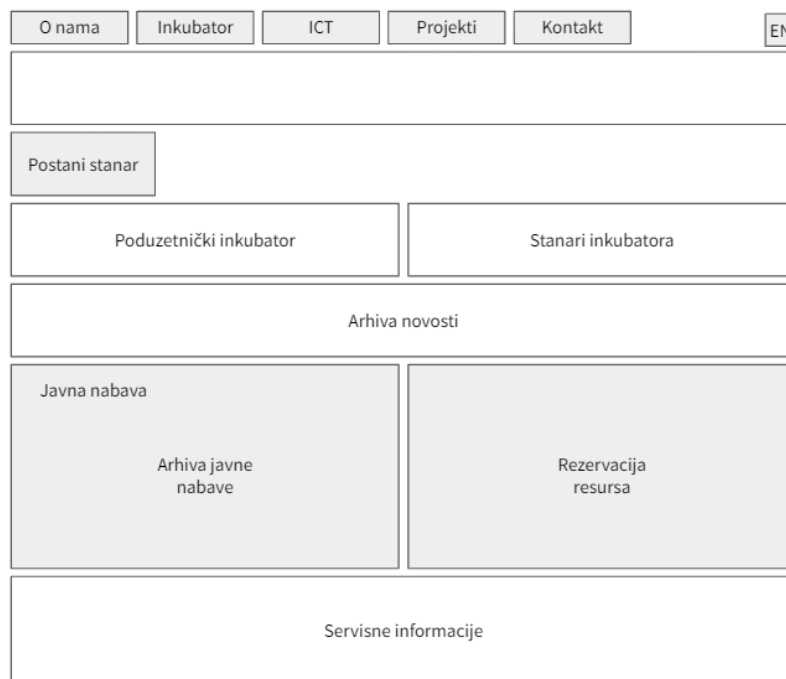 O nama
Inkubator
ICT
Projekti
Kontakt
EN
Postani stanar
Poduzetnički inkubator
Stanari inkubatora
Arhiva novosti
Javna nabava
Arhiva javne
nabave
Rezervacija
resursa
Servisne informacije